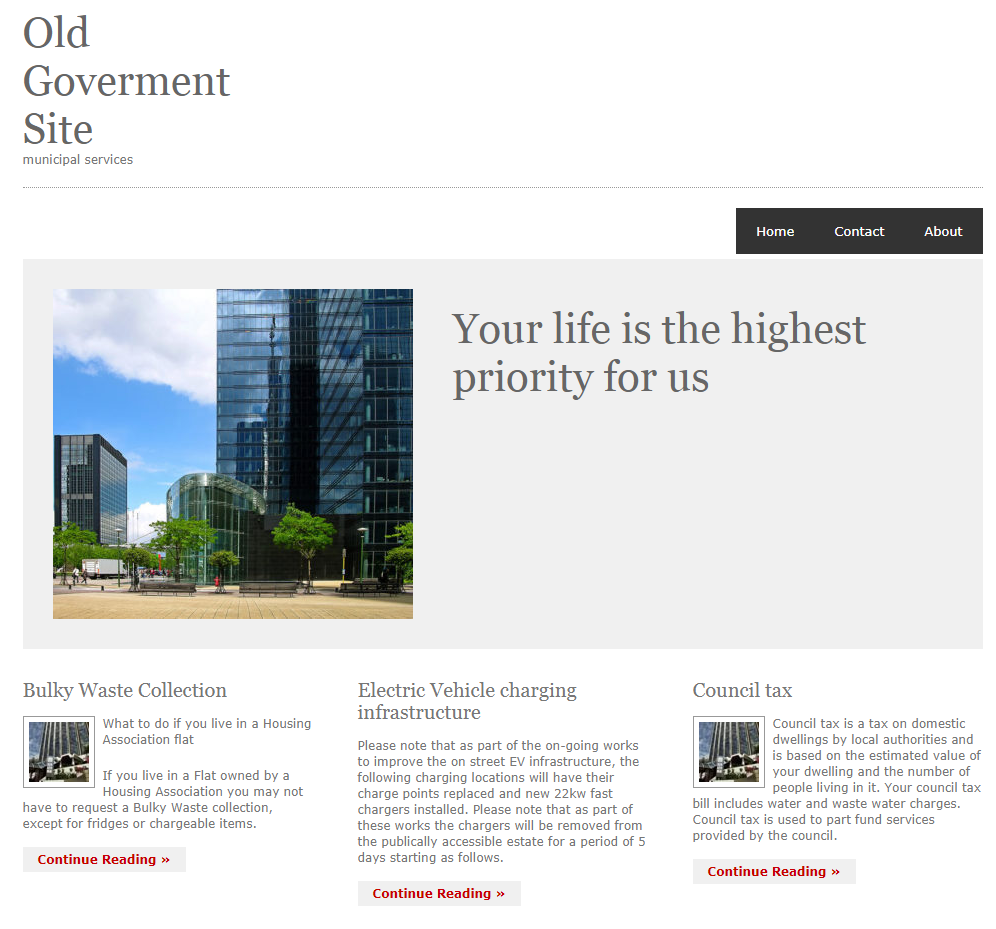 Old
Goverment
Site
municipal services
Home Contact About
Your life is the highest
priority for us
Bulky Waste Collection
What to do if you live in a Housing
Association flat
If you live in a Flat owned by a
Housing Association you may not
have to request a Bulky Waste collection,
except for fridges or chargeable items.
Continue Reading »
Electric Vehicle charging
infrastructure
Please note that as part of the on-going works
to improve the on street EV infrastructure, the
following charging locations will have their
charge points replaced and new 22kw fast
chargers installed. Please note that as part of
these works the chargers will be removed from
the publically accessible estate for a period of 5
days starting as follows.
Continue Reading »
Council tax
Council tax is a tax on domestic
dwellings by local authorities and
is based on the estimated value of
your dwelling and the number of
people living in it. Your council tax
bill includes water and waste water charges.
Council tax is used to part fund services
provided by the council.
Continue Reading »